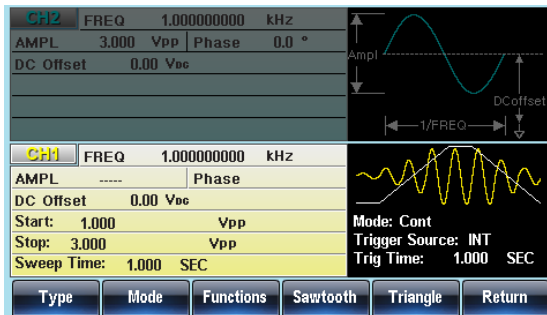 CH2 FREQ 1.000000000 kHz
AMPL 3.000 Vpp Phase 0.0 °
DC Offset 0.00 VDC
Ampl
DCoffset
1/FREQ
CH1 FREQ 1.000000000 kHz
AMPL ----- Phase
DC Offset 0.00 VDC
Start: 1.000 Vpp
Stop: 3.000 Vpp
Sweep Time: 1.000 SEC
Mode: Cont
Trigger Source: INT
Trig Time: 1.000 SEC
Type Mode Functions Sawtooth Triangle Return